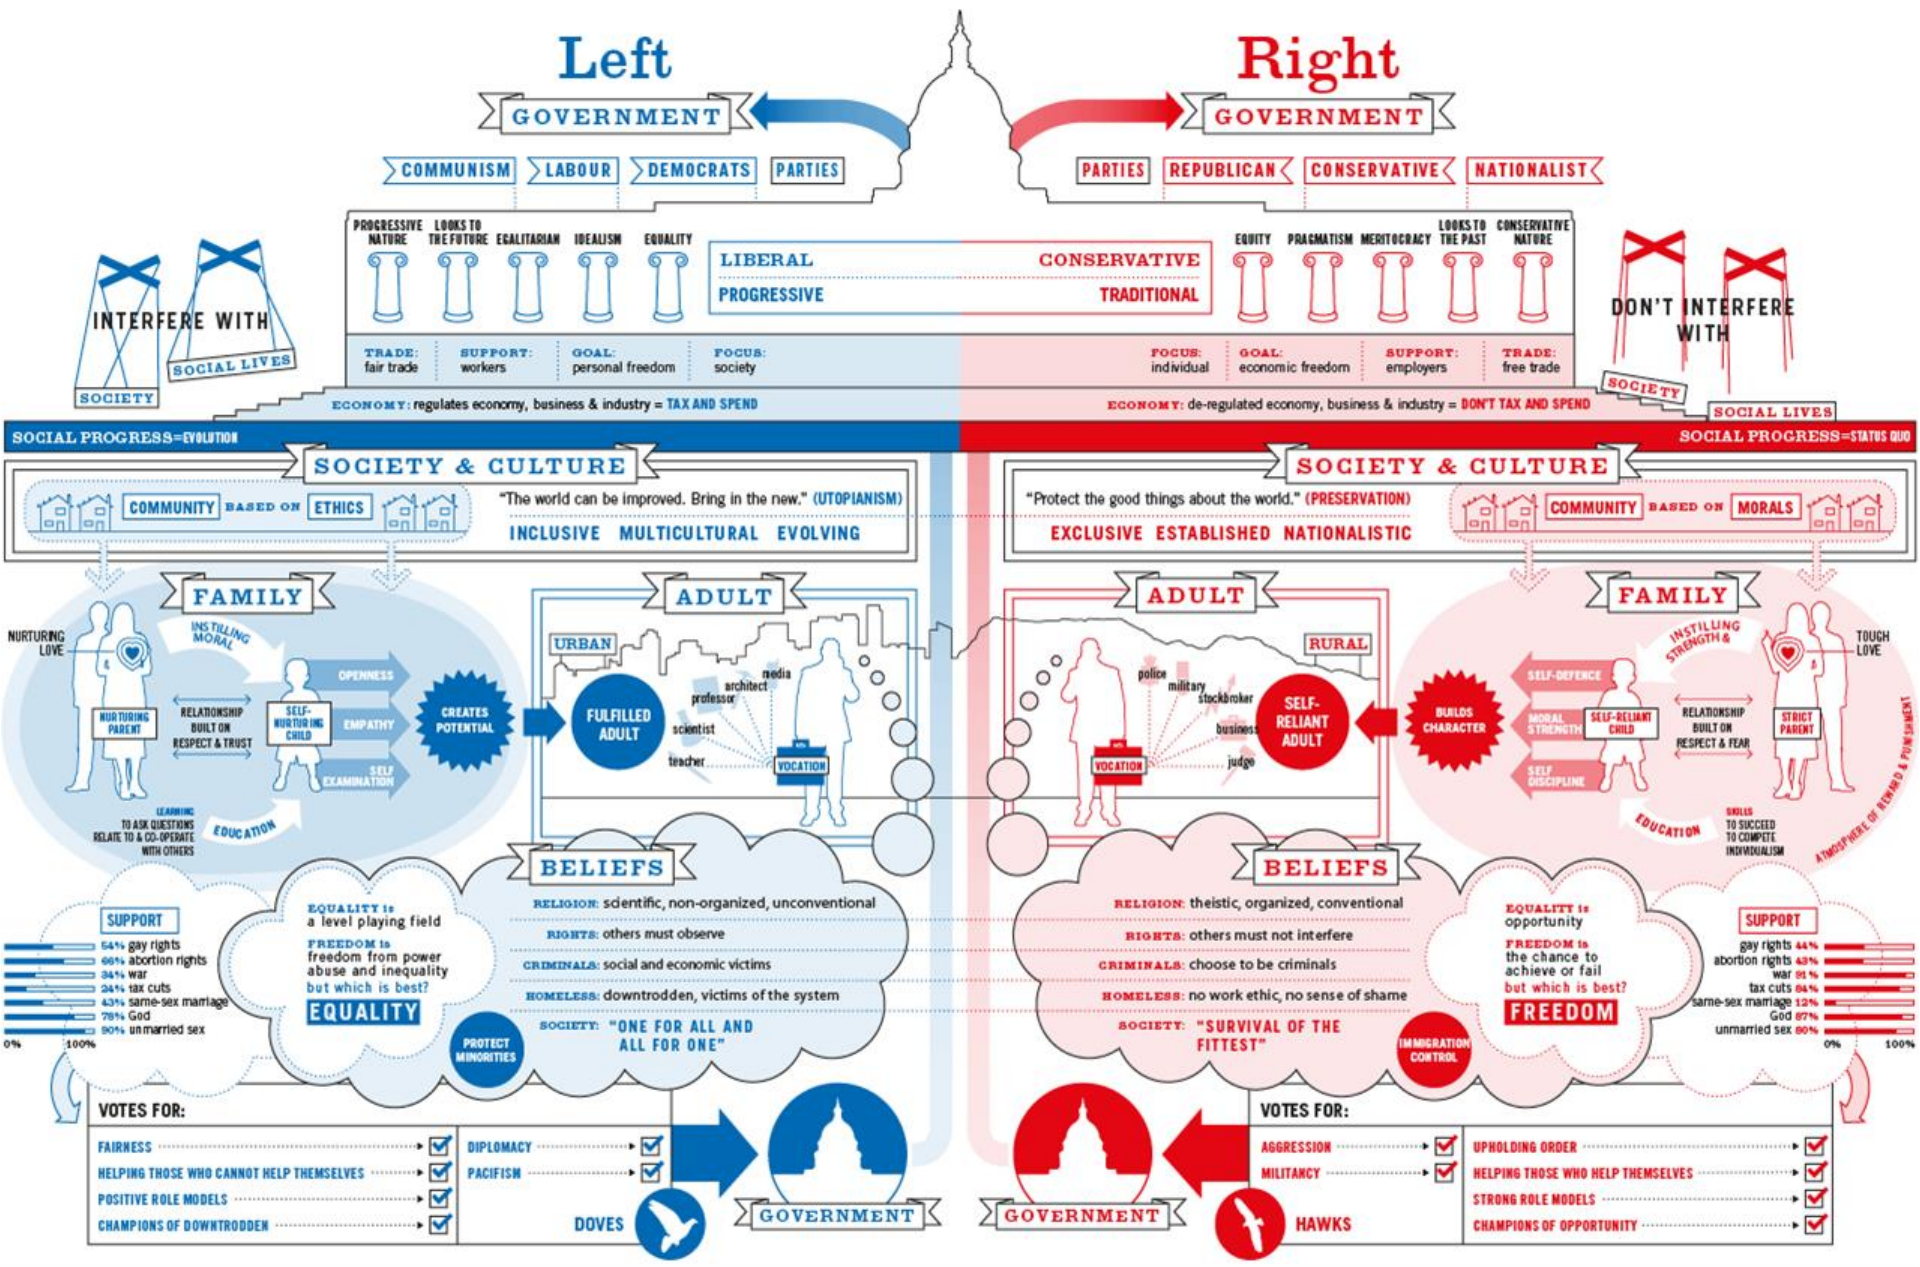 Left
Right
GOVERNMENT
GOVERNMENT
COMMUNISM
LABOUR
DEMOCRATS
PARTIES
PARTIES
REPUBLICAN
CONSERVATIVE
NATIONALIST
PROGRESSIVE
NATURE
LOOKS TO
THE FUTURE
EGALITARIAN
IDEALISM
EQUALITY
LIBERAL
CONSERVATIVE
PROGRESSIVE
TRADITIONAL
EQUITY
PRAGMATISM
MERITOCRACY
LOOKS TO
THE PAST
CONSERVATIVE
NATURE
INTERFERE WITH
SOCIETY
SOCIAL LIVES
DON'T INTERFERE
WITH
SOCIETY
SOCIAL LIVES
TRADE:
fair trade
SUPPORT:
workers
GOAL:
personal freedom
FOCUS:
society
FOCUS:
individual
GOAL:
economic freedom
SUPPORT:
employers
TRADE:
free trade
ECONOMY: regulates economy, business & industry = TAX AND SPEND
ECONOMY: de-regulated economy, business & industry = DON'T TAX AND SPEND
SOCIAL PROGRESS=EVOLUTION
SOCIAL PROGRESS=STATUS QUO
SOCIETY & CULTURE
COMMUNITY BASED ON ETHICS
"The world can be improved. Bring in the new." (UTOPIANISM)
INCLUSIVE MULTICULTURAL EVOLVING
SOCIETY & CULTURE
"Protect the good things about the world." (PRESERVATION)
EXCLUSIVE ESTABLISHED NATIONALISTIC
COMMUNITY BASED ON MORALS
FAMILY
NURTURING
LOVE
INSTILLING
MORAL
NURTURING
PARENT
RELATIONSHIP
BUILT ON
RESPECT & TRUST
SELF-
NURTURING
CHILD
OPENNESS
EMPATHY
SELF
EXAMINATION
CREATES
POTENTIAL
LEARNING
TO ASK QUESTIONS
RELATE TO & CO-OPERATE
WITH OTHERS
EDUCATION
ADULT
URBAN
FULFILLED
ADULT
media
architect
professor
scientist
teacher
VOCATION
ADULT
RURAL
police
military
stockbroker
business
judge
VOCATION
SELF-
RELIANT
ADULT
FAMILY
INSTILLING
STRENGTH &
TOUGH
LOVE
SELF-DEFENCE
MORAL
STRENGTH
SELF
DISCIPLINE
BUILDS
CHARACTER
SELF-RELIANT
CHILD
RELATIONSHIP
BUILT ON
RESPECT & FEAR
STRICT
PARENT
ATMOSPHERE OF REWARD & PUNISHMENT
EDUCATION
SKILLS
TO SUCCEED
TO COMPETE
INDIVIDUALISM
BELIEFS
RELIGION: scientific, non-organized, unconventional
RIGHTS: others must observe
CRIMINALS: social and economic victims
HOMELESS: downtrodden, victims of the system
SOCIETY: "ONE FOR ALL AND
ALL FOR ONE"
EQUALITY is
a level playing field
FREEDOM is
freedom from power
abuse and inequality
but which is best?
EQUALITY
PROTECT
MINORITIES
SUPPORT
54% gay rights
66% abortion rights
34% war
24% tax cuts
43% same-sex marriage
78% God
90% unmarried sex
0% 100%
BELIEFS
RELIGION: theistic, organized, conventional
RIGHTS: others must not interfere
CRIMINALS: choose to be criminals
HOMELESS: no work ethic, no sense of shame
SOCIETY: "SURVIVAL OF THE
FITTEST"
IMMIGRATION
CONTROL
EQUALITY is
opportunity
FREEDOM is
the chance to
achieve or fail
but which is best?
FREEDOM
SUPPORT
gay rights 44%
abortion rights 43%
war 91%
tax cuts 84%
same-sex marriage 12%
God 87%
unmarried sex 80%
0% 100%
VOTES FOR:
FAIRNESS
HELPING THOSE WHO CANNOT HELP THEMSELVES
POSITIVE ROLE MODELS
CHAMPIONS OF DOWNTRODDEN
DIPLOMACY
PACIFISM
DOVES
GOVERNMENT
GOVERNMENT
VOTES FOR:
AGGRESSION
MILITANCY
HAWKS
UPHOLDING ORDER
HELPING THOSE WHO HELP THEMSELVES
STRONG ROLE MODELS
CHAMPIONS OF OPPORTUNITY